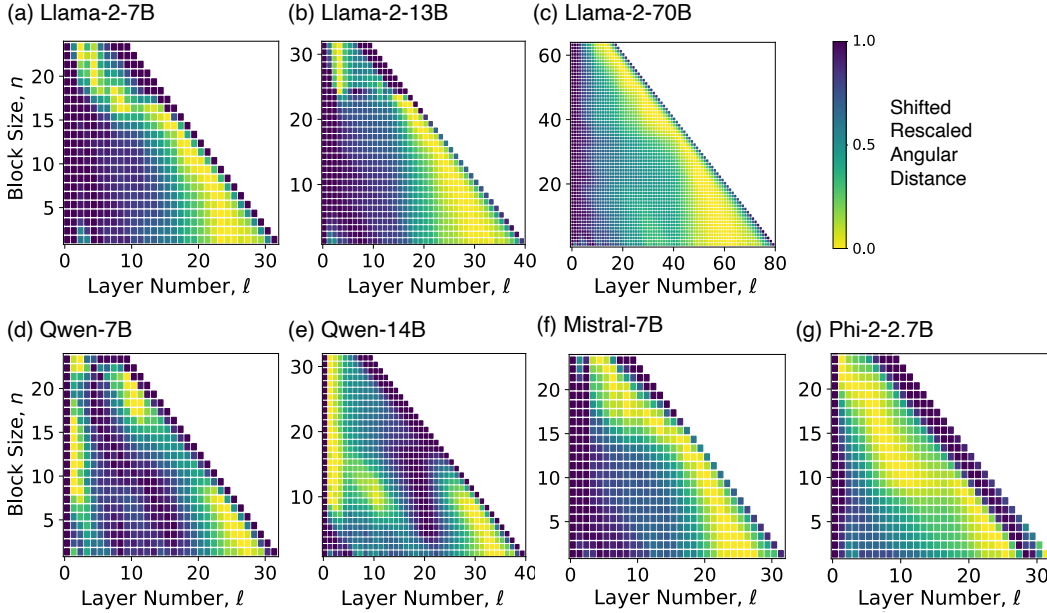 (a) Llama-2-7B
(b) Llama-2-13B
(c) Llama-2-70B
Block Size, n
20
15
10
5
0
10
20
30
Layer Number, ℓ
30
20
10
0
10
20
30
40
Layer Number, ℓ
60
40
20
0
20
40
60
80
Layer Number, ℓ
1.0
0.5
0.0
Shifted
Rescaled
Angular
Distance
(d) Qwen-7B
(e) Qwen-14B
(f) Mistral-7B
(g) Phi-2-2.7B
Block Size, n
20
15
10
5
0
10
20
30
Layer Number, ℓ
30
20
10
0
10
20
30
40
Layer Number, ℓ
20
15
10
5
0
10
20
30
Layer Number, ℓ
20
15
10
5
0
10
20
30
Layer Number, ℓ